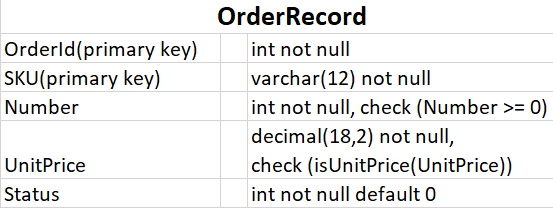 OrderRecord
OrderId(primary key) int not null
SKU(primary key) varchar(12) not null
Number int not null, check (Number >= 0)
decimal(18,2) not null,
UnitPrice check (isUnitPrice(UnitPrice))
Status int not null default 0